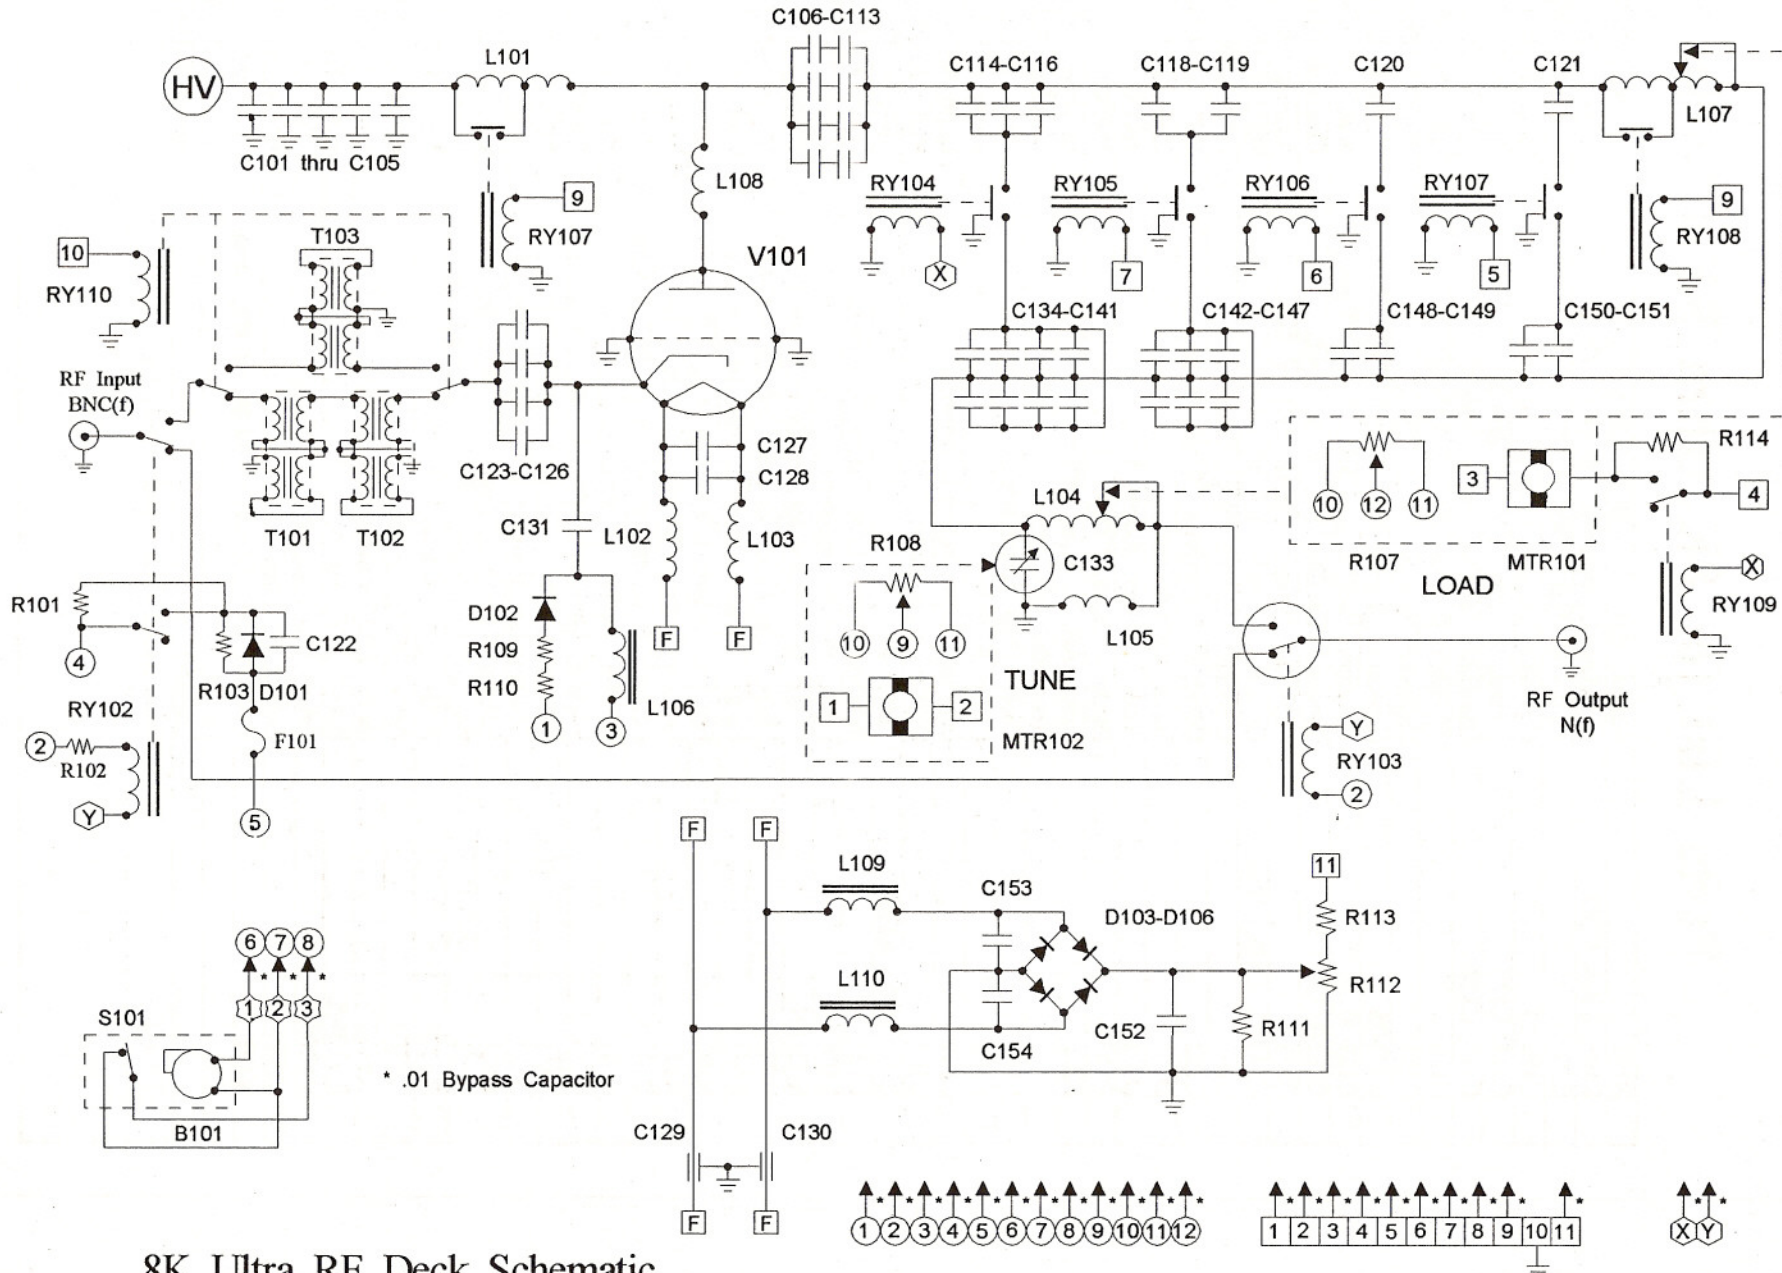 C106-C113
HV
L101
C114-C116
C118-C119
C120
C121
L107
C101 thru C105
L108
RY104
RY105
RY106
RY107
9
RY108
9
RY107
X
7
6
5
10
RY110
T103
V101
C134-C141
C142-C147
C148-C149
C150-C151
RF Input
BNC(f)
C123-C126
C127
C128
T101
T102
C131
L102
L103
L104
C133
L105
R108
10
9
11
TUNE
1
2
MTR102
10
12
11
R107
3
MTR101
LOAD
R114
4
X
RY109
R101
4
C122
R103
D101
F101
5
RY102
2
R102
Y
D102
R109
R110
1
3
L106
F
F
RF Output
N(f)
Y
RY103
2
F
F
L109
L110
C153
C154
D103-D106
C152
R111
11
R113
R112
6 7 8
* * *
1 2 3
S101
B101
* .01 Bypass Capacitor
C129
C130
F
F
* * * * * * * * * * * *
1 2 3 4 5 6 7 8 9 10 11 12
* * * * * * * * * *
1 2 3 4 5 6 7 8 9 10 11
* *
X Y
8K Ultra RF Deck Schematic